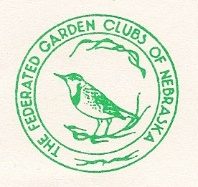 THE FEDERATED GARDEN CLUBS OF NEBRASKA